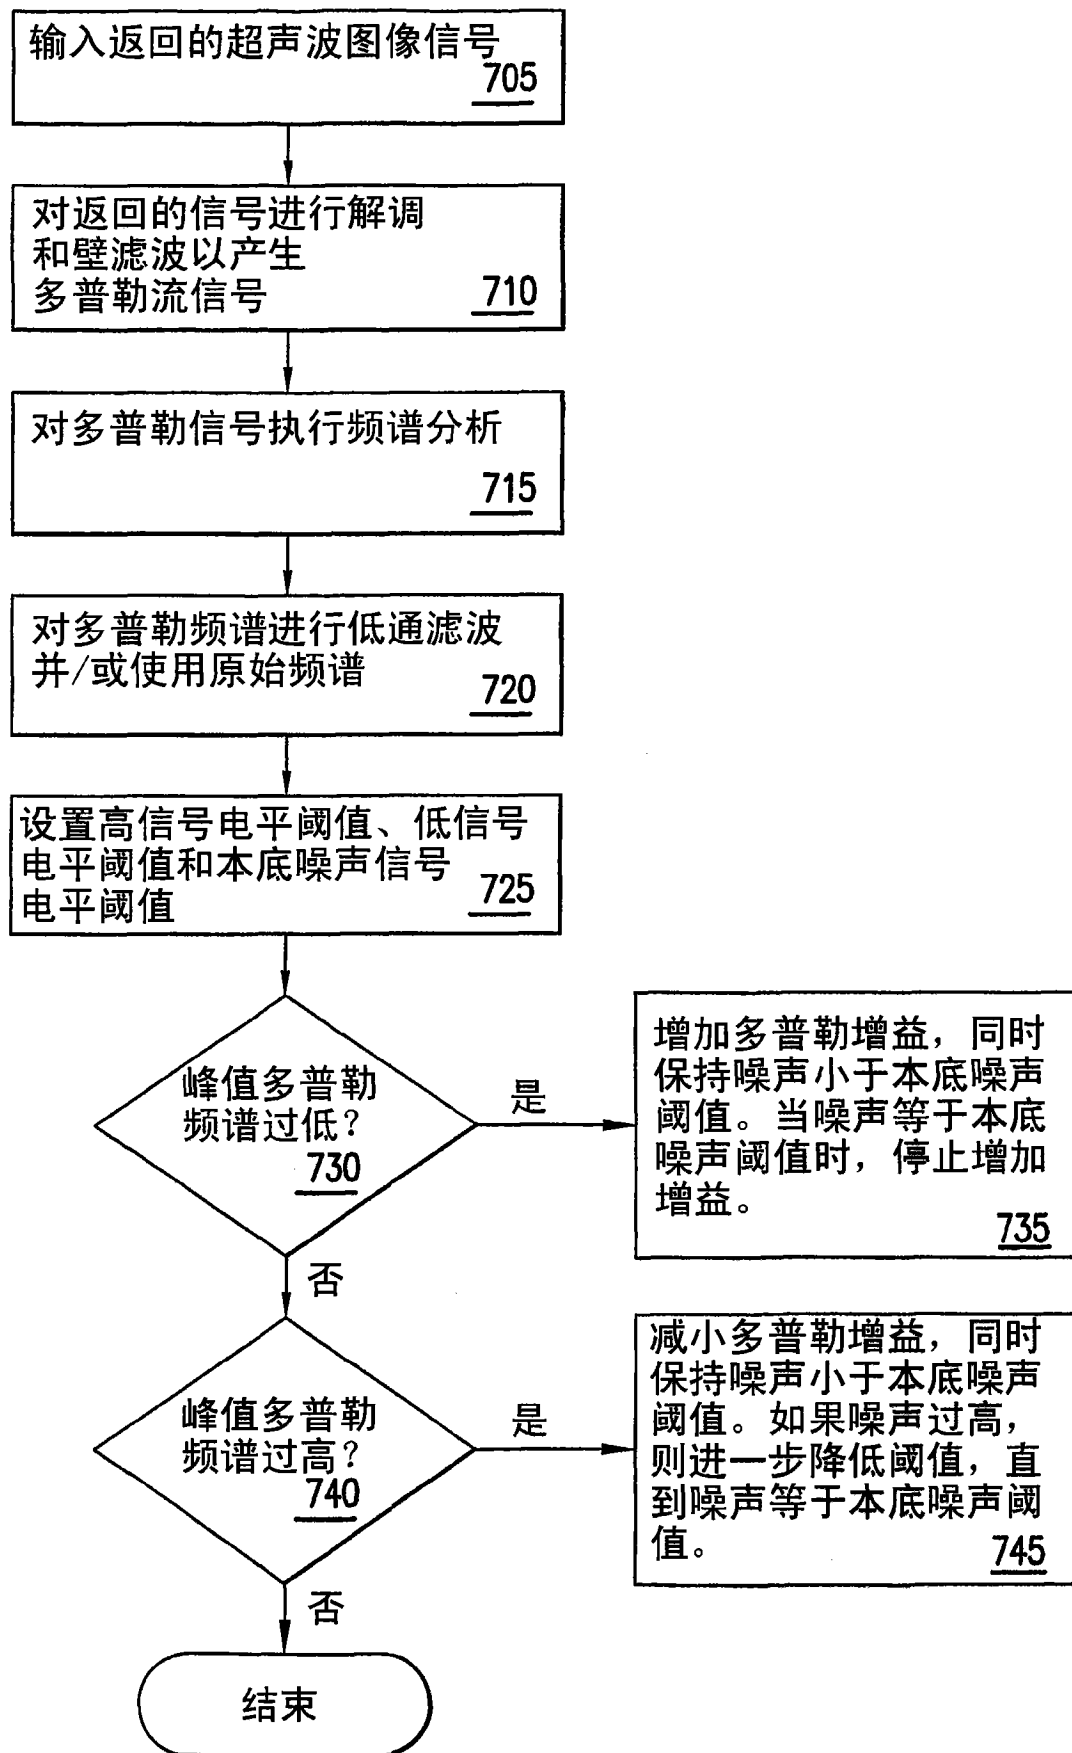 输入返回的超声波图像信号
705
对返回的信号进行解调
和壁滤波以产生
多普勒流信号
710
对多普勒信号执行频谱分析
715
对多普勒频谱进行低通滤波
并/或使用原始频谱
720
设置高信号电平阈值、低信号
电平阈值和本底噪声信号
电平阈值
725
峰值多普勒
频谱过低?
730
是
增加多普勒增益，同时
保持噪声小于本底噪声
阈值。当噪声等于本底
噪声阈值时，停止增加
增益。
735
否
峰值多普勒
频谱过高?
740
是
减小多普勒增益，同时
保持噪声小于本底噪声
阈值。如果噪声过高，
则进一步降低阈值，直
到噪声等于本底噪声阈
值。
745
否
结束